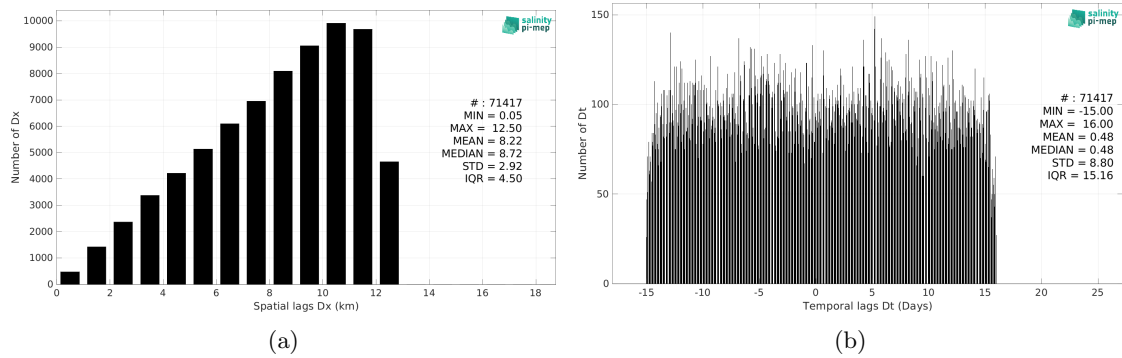 10000
9000
8000
7000
6000
5000
4000
3000
2000
1000
0
Number of Dx
0 2 4 6 8 10 12 14 16 18
Spatial lags Dx (km)
salinity
pi-mep
# : 71417
MIN = 0.05
MAX = 12.50
MEAN = 8.22
MEDIAN = 8.72
STD = 2.92
IQR = 4.50
(a)
150
100
50
0
Number of Dt
-15 -10 -5 0 5 10 15 20 25
Temporal lags Dt (Days)
salinity
pi-mep
# : 71417
MIN = -15.00
MAX = 16.00
MEAN = 0.48
MEDIAN = 0.48
STD = 8.80
IQR = 15.16
(b)